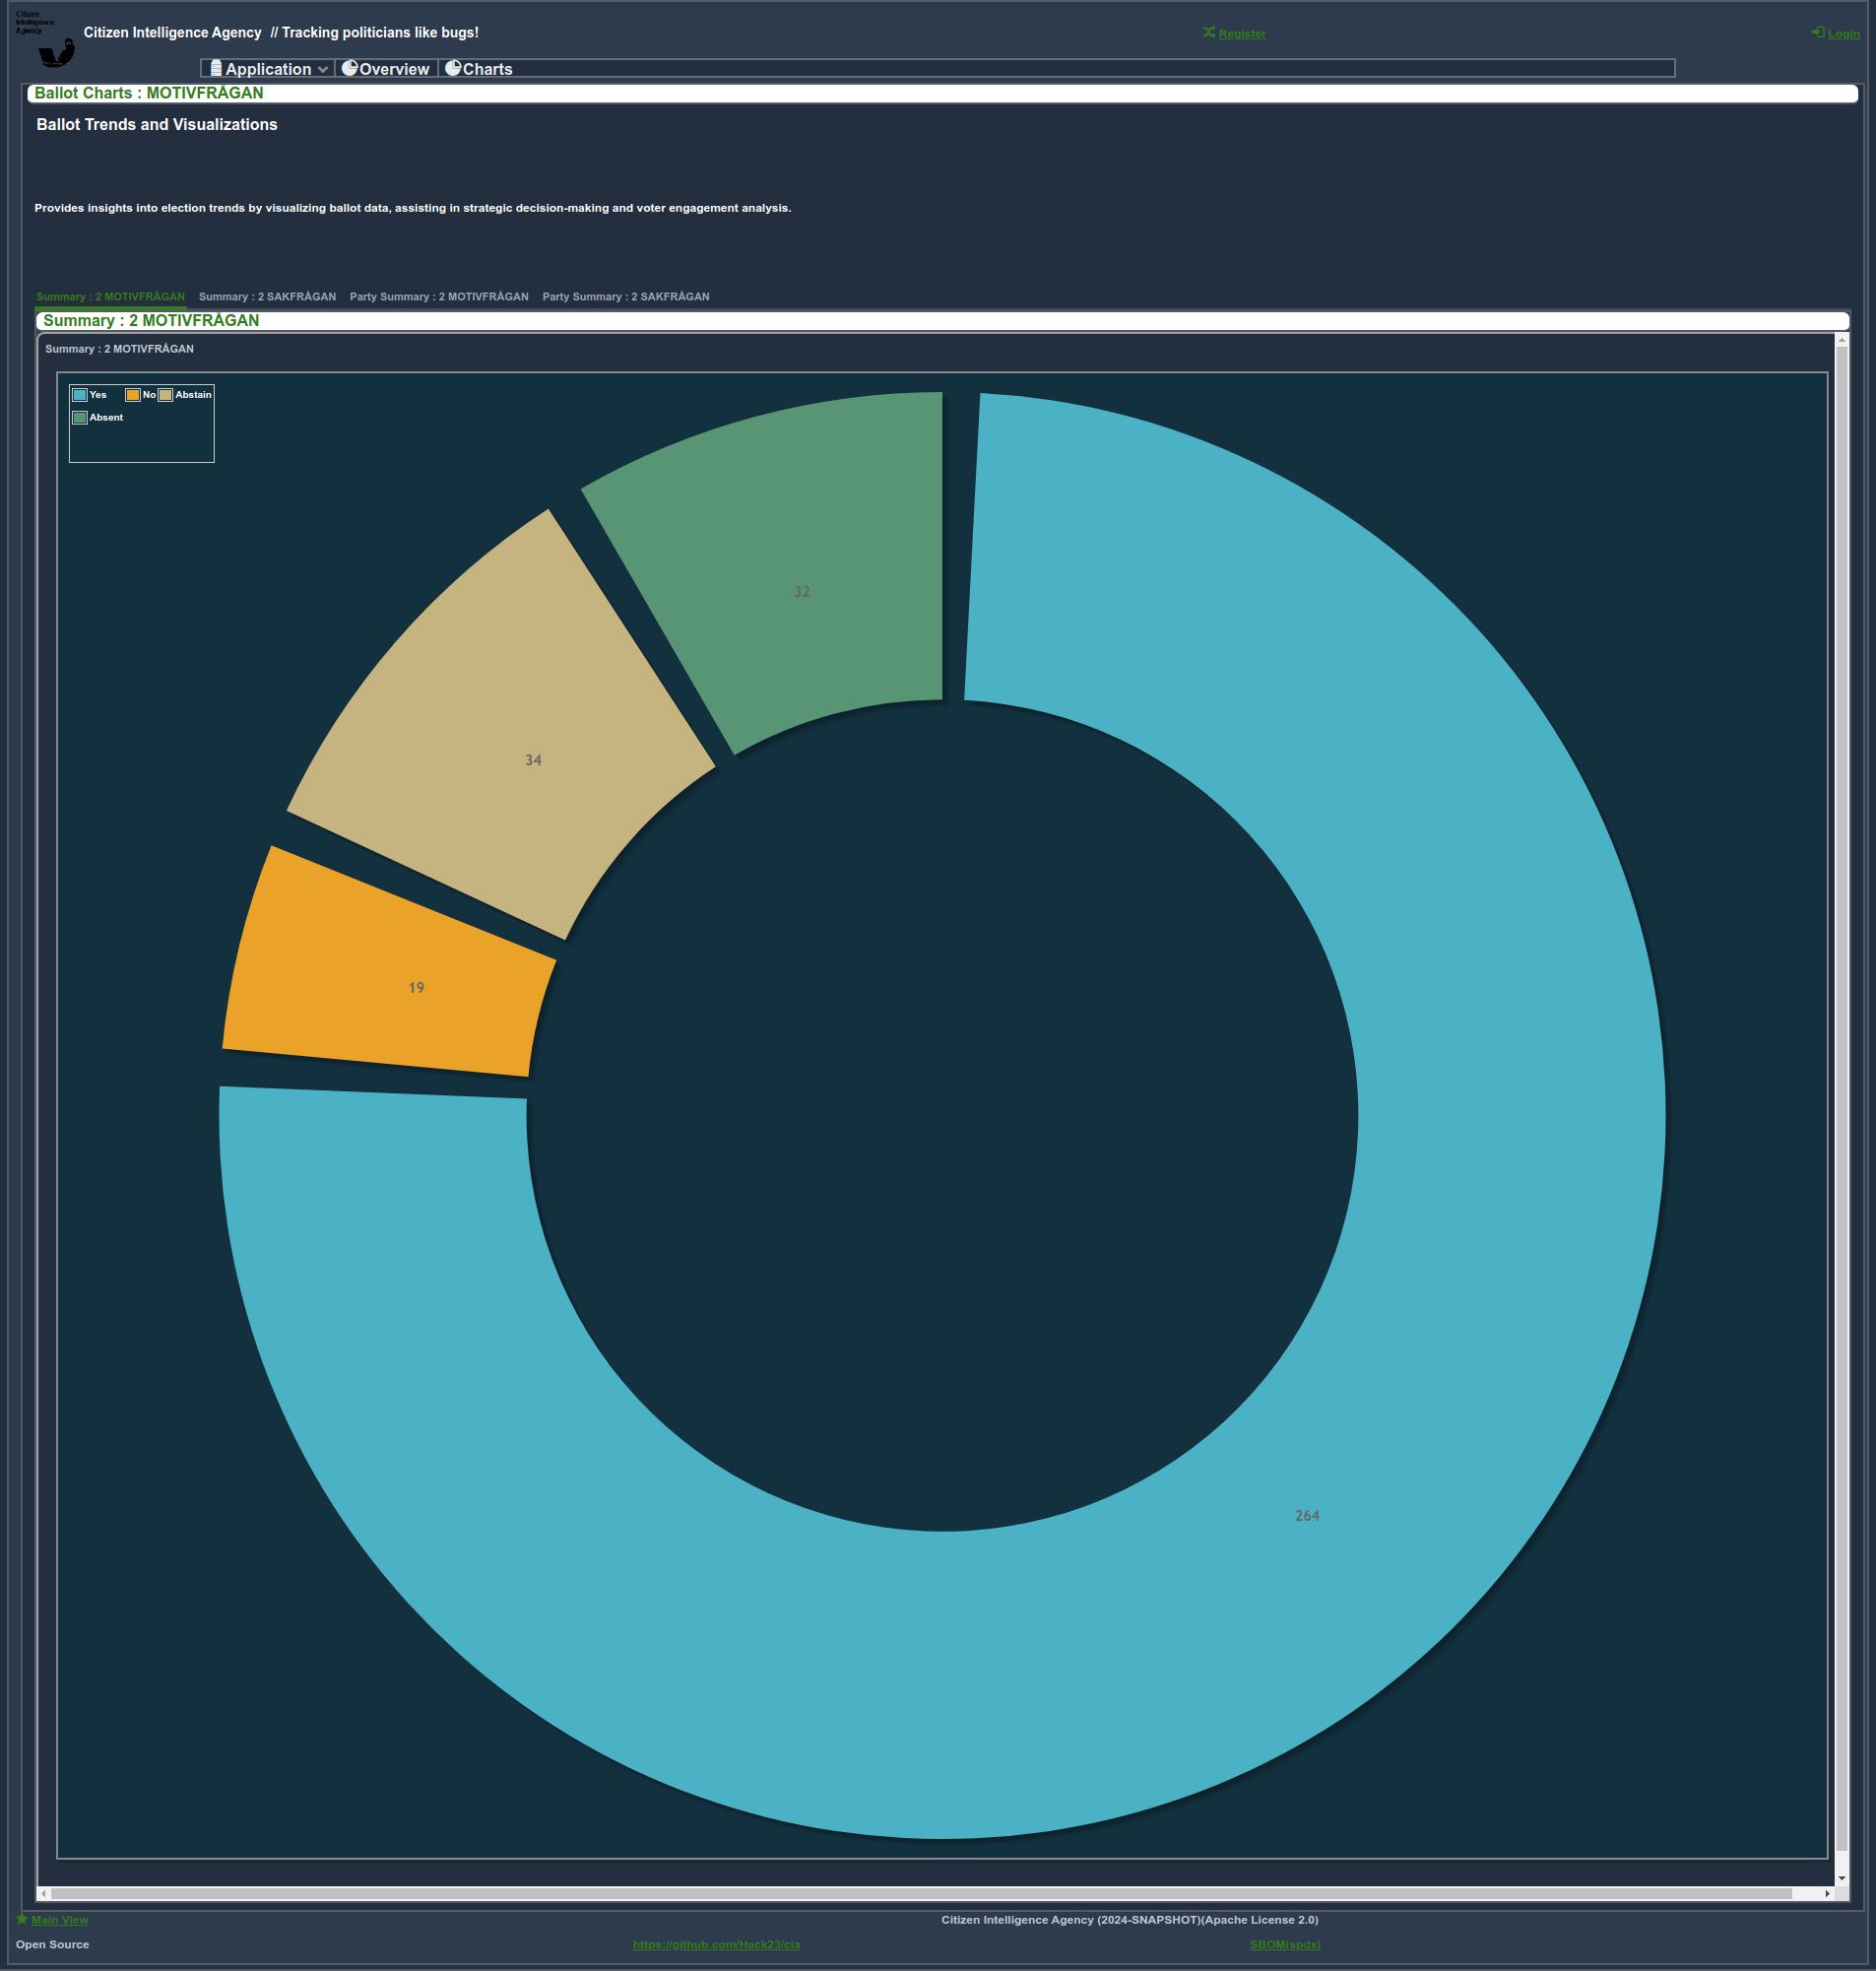 Citizen
Intelligence
Agency
Citizen Intelligence Agency // Tracking politicians like bugs!
Register
Login
Application
Overview
Charts
Ballot Charts : MOTIVFRÅGAN
Ballot Trends and Visualizations
Provides insights into election trends by visualizing ballot data, assisting in strategic decision-making and voter engagement analysis.
Summary : 2 MOTIVFRÅGAN
Summary : 2 SAKFRÅGAN
Party Summary : 2 MOTIVFRÅGAN
Party Summary : 2 SAKFRÅGAN
Summary : 2 MOTIVFRÅGAN
Summary : 2 MOTIVFRÅGAN
Yes
No
Abstain
Absent
32
34
19
264
Main View
Citizen Intelligence Agency (2024-SNAPSHOT)(Apache License 2.0)
Open Source
https://github.com/Hack23/cia
SBOM(spdx)